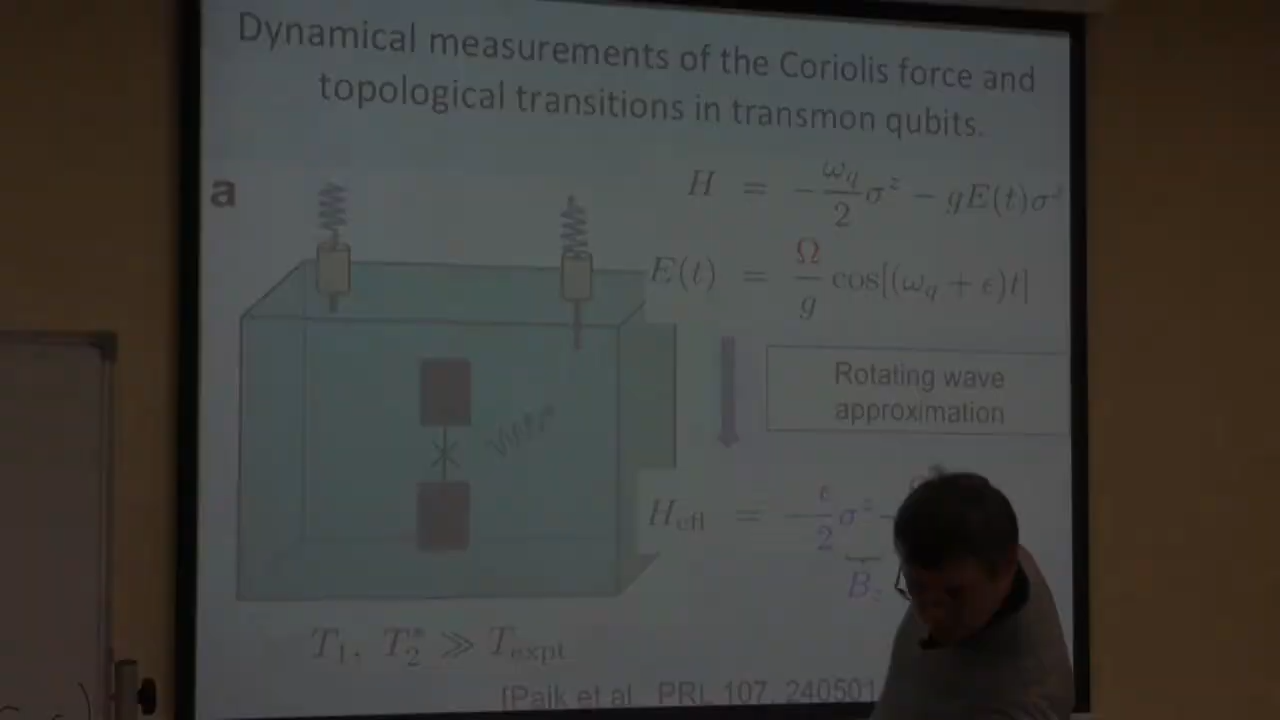 Dynamical measurements of the Coriolis force and
topological transitions in transmon qubits.
a
H = − ω_q/2 σ^z − gE(t)σ
E(t) = Ω/g cos[(ω_q + ϵ)t]
Rotating wave
approximation
H_eff = − ϵ/2 σ^z −
B_z
T_1, T_2^* ≫ T_expt
[Paik et al PRL 107, 240501